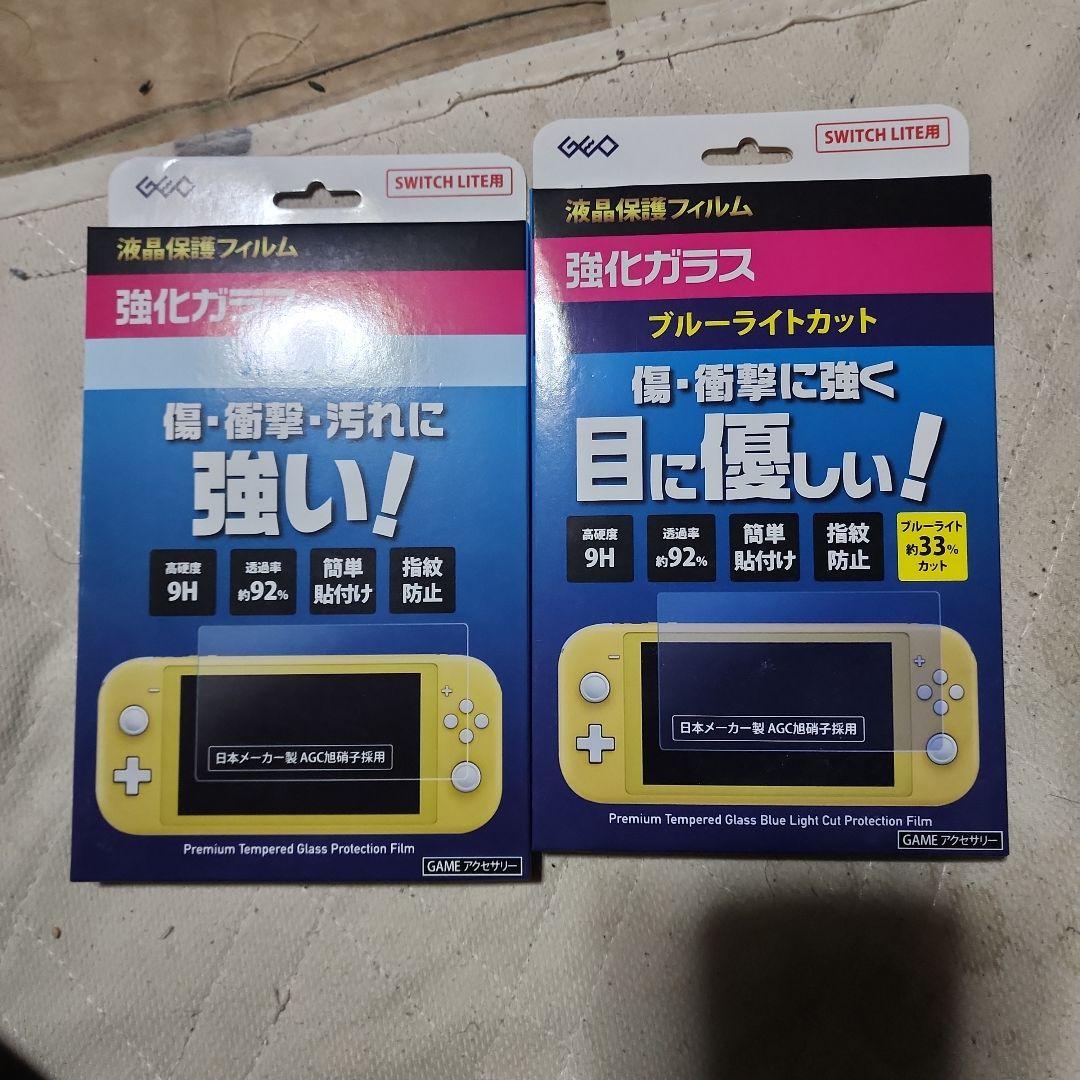 GEO
SWITCH LITE用
液晶保護フィルム
強化ガラス
傷・衝撃・汚れに
強い!
高硬度
9H
透過率
約92%
簡単
貼付け
指紋
防止
日本メーカー製 AGC旭硝子採用
Premium Tempered Glass Protection Film
GAME アクセサリー
GEO
SWITCH LITE用
液晶保護フィルム
強化ガラス
ブルーライトカット
傷・衝撃に強く
目に優しい!
高硬度
9H
透過率
約92%
簡単
貼付け
指紋
防止
ブルーライト
約33%
カット
日本メーカー製 AGC旭硝子採用
Premium Tempered Glass Blue Light Cut Protection Film
GAME アクセサリー